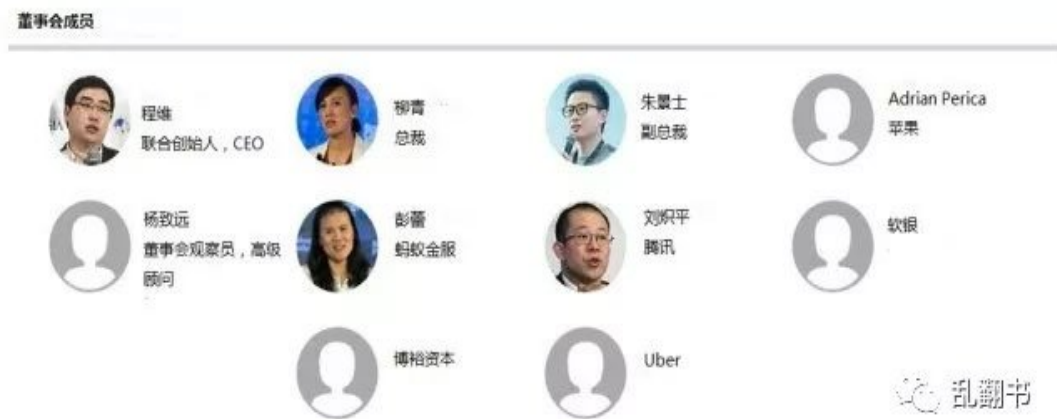 董事会成员
程维
联合创始人，CEO
柳青
总裁
朱景士
副总裁
Adrian Perica
苹果
杨致远
董事会观察员，高级
顾问
彭蕾
蚂蚁金服
刘炽平
腾讯
软银
博裕资本
Uber
乱翻书